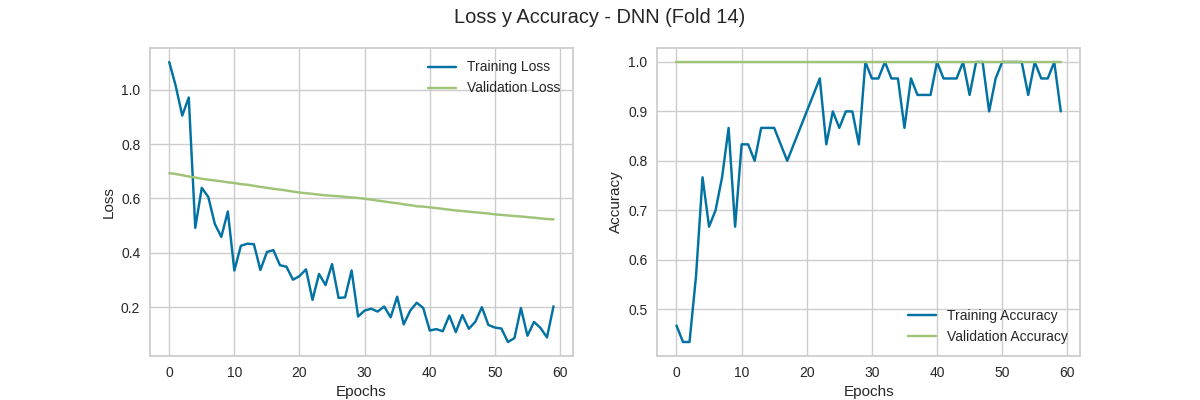 Loss y Accuracy - DNN (Fold 14)
Loss
1.0
0.8
0.6
0.4
0.2
0 10 20 30 40 50 60
Epochs
Training Loss
Validation Loss
Accuracy
1.0
0.9
0.8
0.7
0.6
0.5
0 10 20 30 40 50 60
Epochs
Training Accuracy
Validation Accuracy